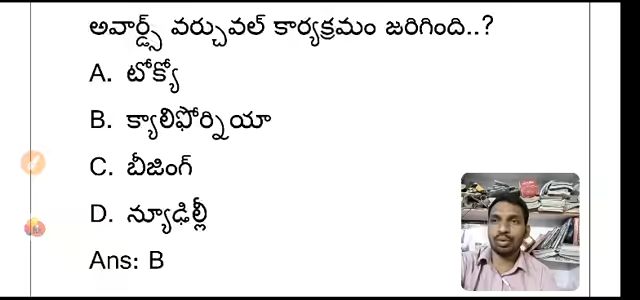 అవార్డ్స్ వర్చువల్ కార్యక్రమం జరిగింది..?
A. టోక్యో
B. క్యాలిఫోర్నియా
C. బీజింగ్
D. న్యూఢిల్లీ
Ans: B